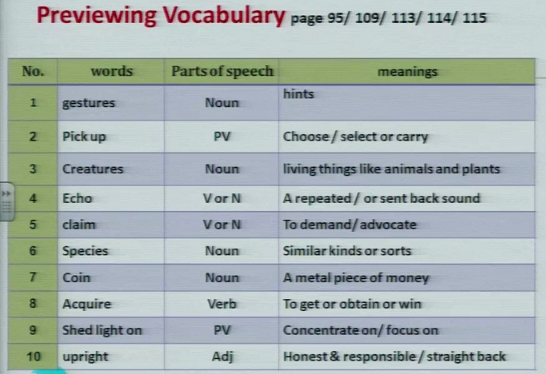 Previewing Vocabulary page 95/ 109/ 113/ 114/ 115
No. words Parts of speech meanings
1 gestures Noun hints
2 Pick up PV Choose / select or carry
3 Creatures Noun living things like animals and plants
4 Echo V or N A repeated / or sent back sound
5 claim V or N To demand/ advocate
6 Species Noun Similar kinds or sorts
7 Coin Noun A metal piece of money
8 Acquire Verb To get or obtain or win
9 Shed light on PV Concentrate on/ focus on
10 upright Adj Honest & responsible / straight back